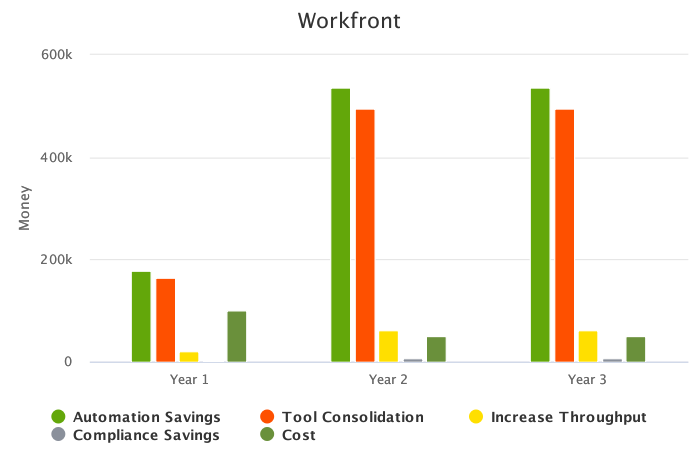 Workfront
600k
400k
200k
0
Money
Year 1 Year 2 Year 3
Automation Savings Tool Consolidation Increase Throughput
Compliance Savings Cost